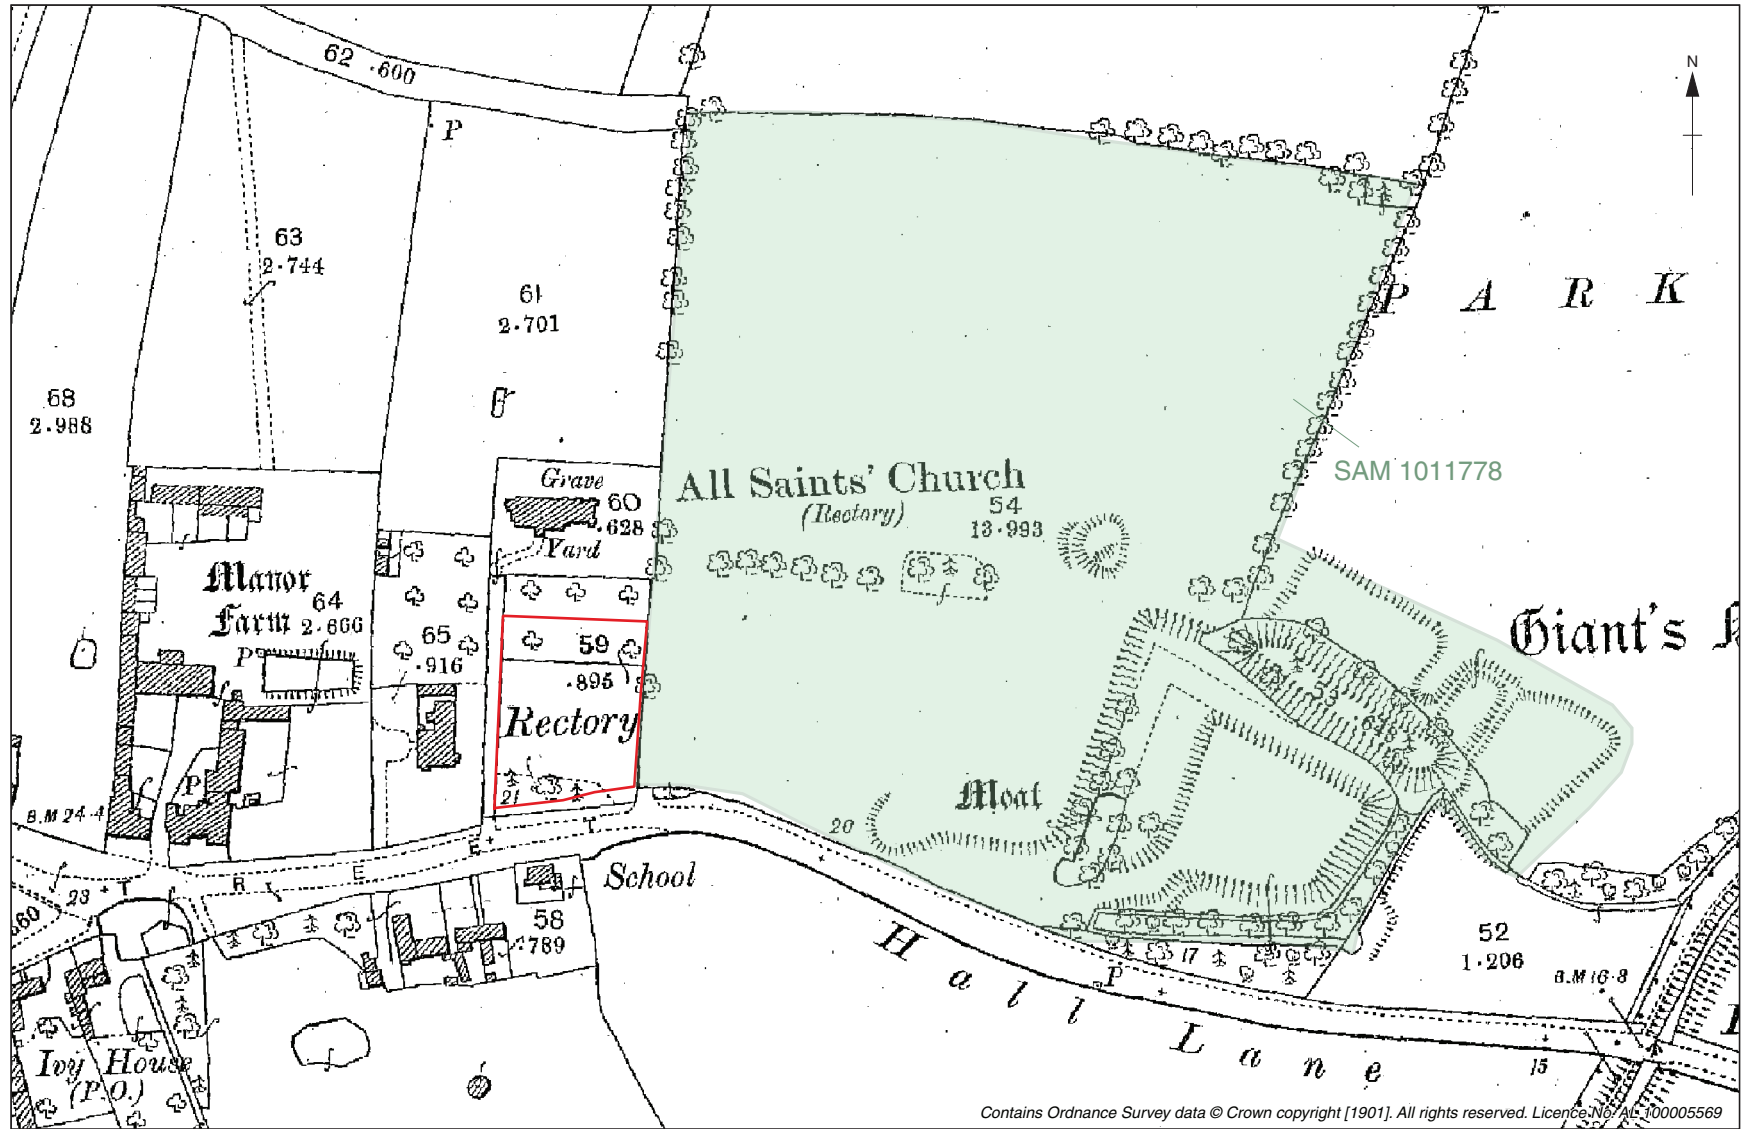 62 .600
N
P
63
2.744
61
2.701
P A R K
68
2.988
SAM 1011778
All Saints' Church
(Rectory)
54
13.993
Grave
60
.628
Yard
Manor
Farm
64
2.666
P
65
.916
59
.895
Rectory
Giant's
53
21
P
Moat
20
B.M 24.4
School
23
T R E E T
58
.789
Hall Lane
17
P
52
1.206
B.M 16.8
15
Ivy House
(P.O.)
Contains Ordnance Survey data © Crown copyright [1901]. All rights reserved. Licence No. AL 100005569